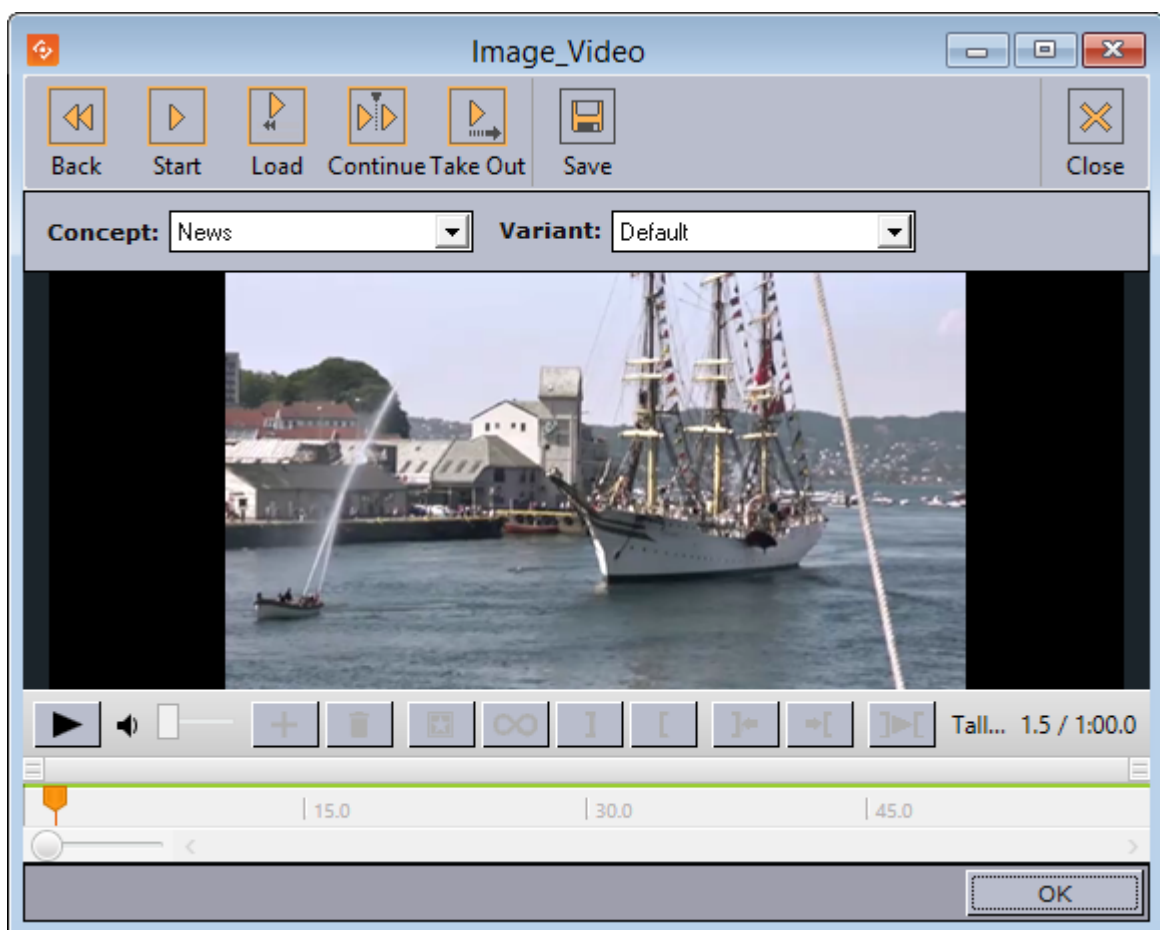 Image_Video
Back Start Load Continue Take Out Save Close
Concept: News Variant: Default
] [ ]← →[ ]▶[ Tall... 1.5 / 1:00.0
15.0 30.0 45.0
< >
OK